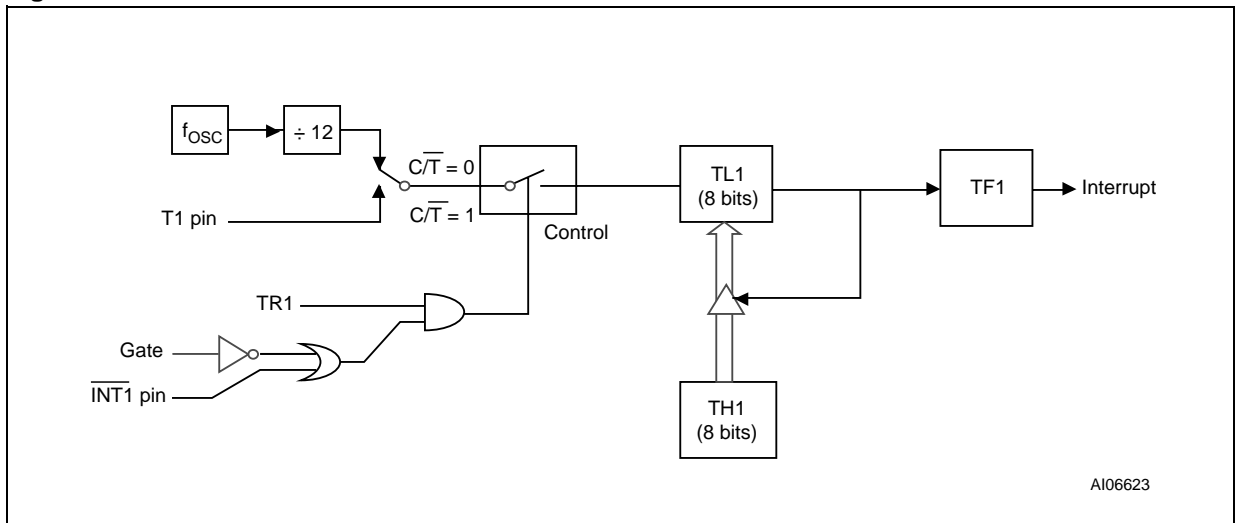 fOSC
÷ 12
C/T̅ = 0
C/T̅ = 1
T1 pin
Control
TL1
(8 bits)
TF1
Interrupt
TR1
Gate
I̅N̅T̅1̅ pin
TH1
(8 bits)
AI06623